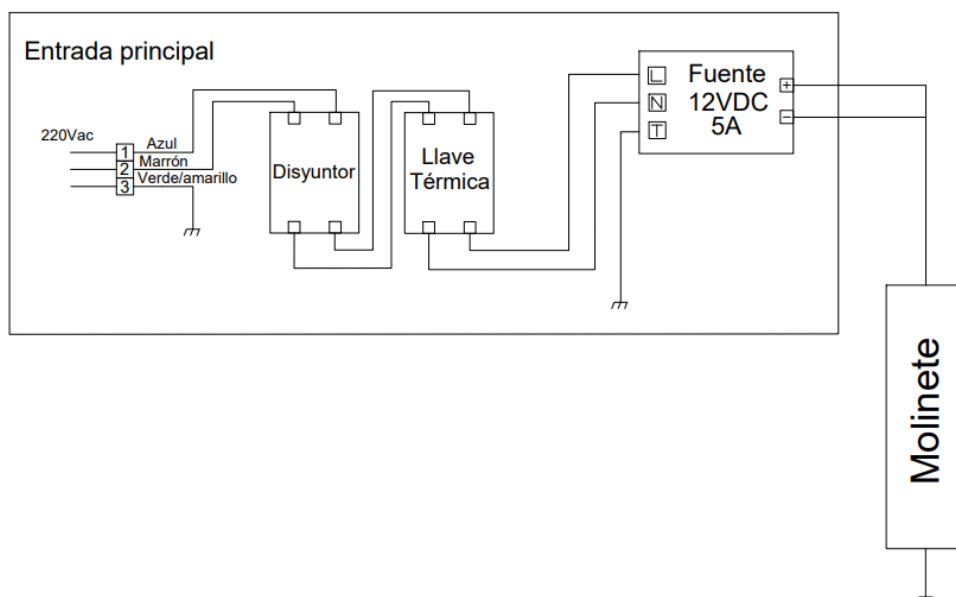 Entrada principal
220Vac
1 Azul
2 Marrón
3 Verde/amarillo
Disyuntor
Llave
Térmica
L
N
T
Fuente
12VDC
5A
+
−
Molinete